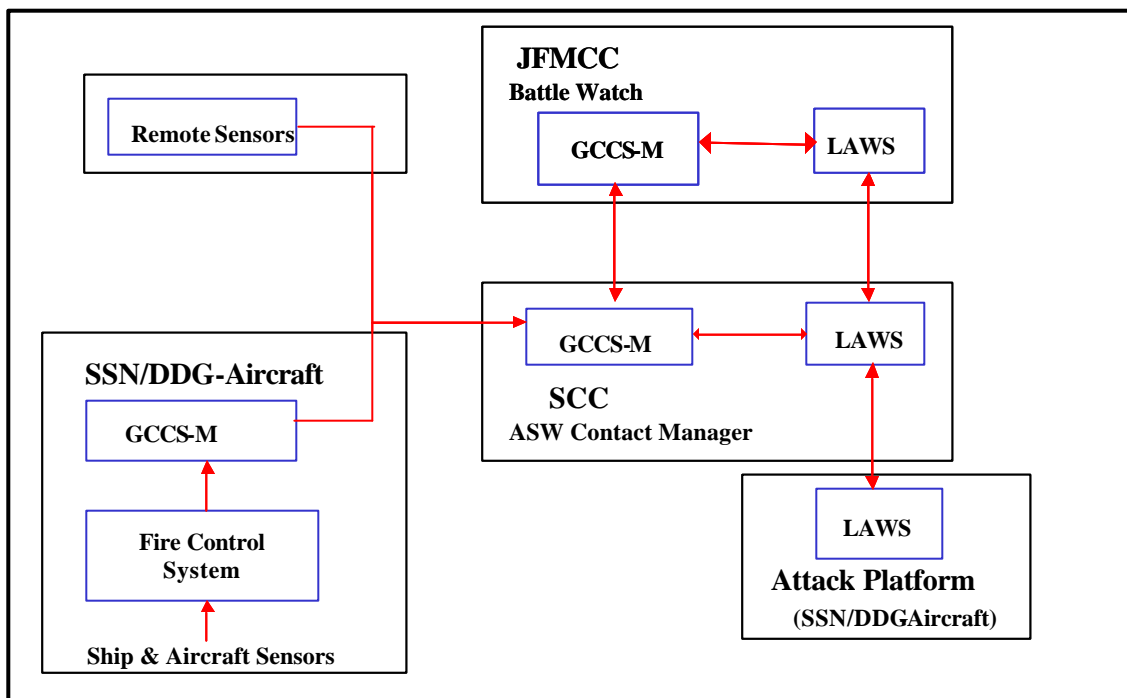 JFMCC
Battle Watch
GCCS-M
LAWS
Remote Sensors
GCCS-M
LAWS
SCC
ASW Contact Manager
SSN/DDG-Aircraft
GCCS-M
Fire Control
System
Ship & Aircraft Sensors
LAWS
Attack Platform
(SSN/DDGAircraft)